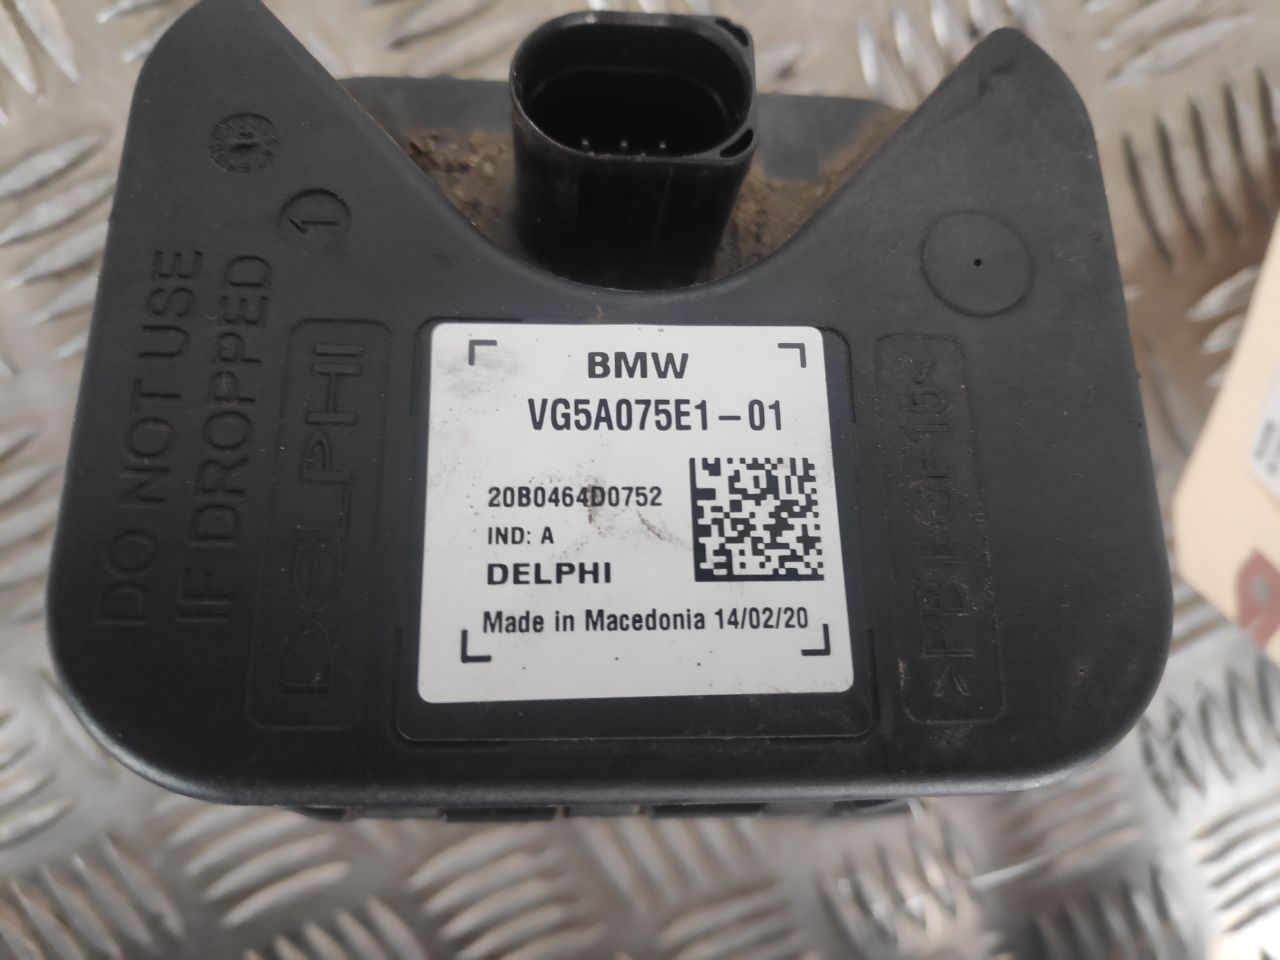 DO NOT USE
IF DROPPED
1
DELPHI
BMW
VG5A075E1-01
20B0464D0752
IND: A
DELPHI
Made in Macedonia 14/02/20